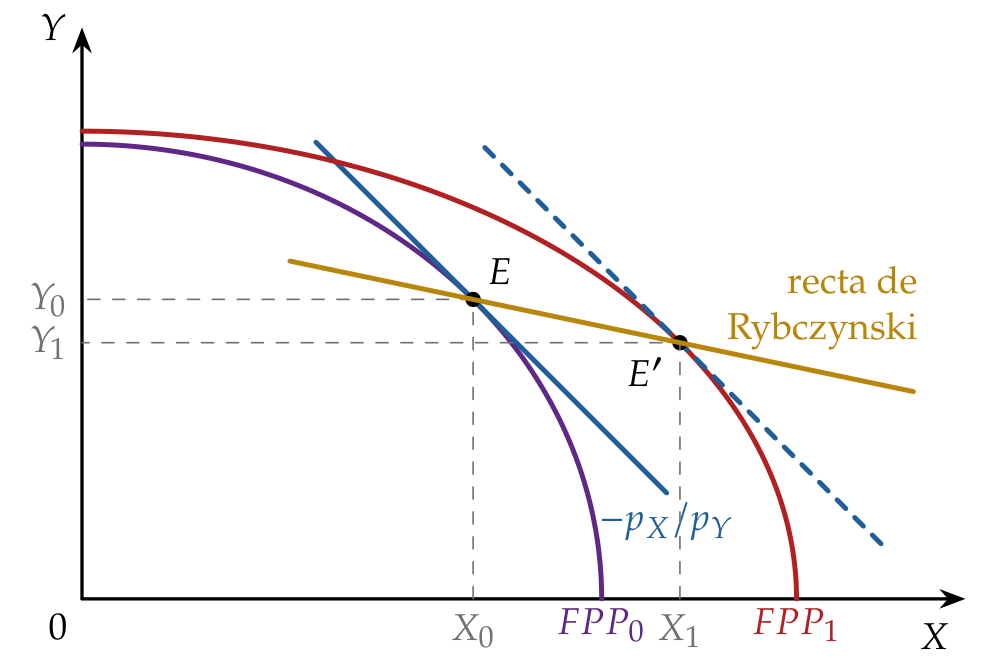 Y
E
recta de
Rybczynski
Y₀
Y₁
E′
−p_X/p_Y
0
X₀
FPP₀
X₁
FPP₁
X